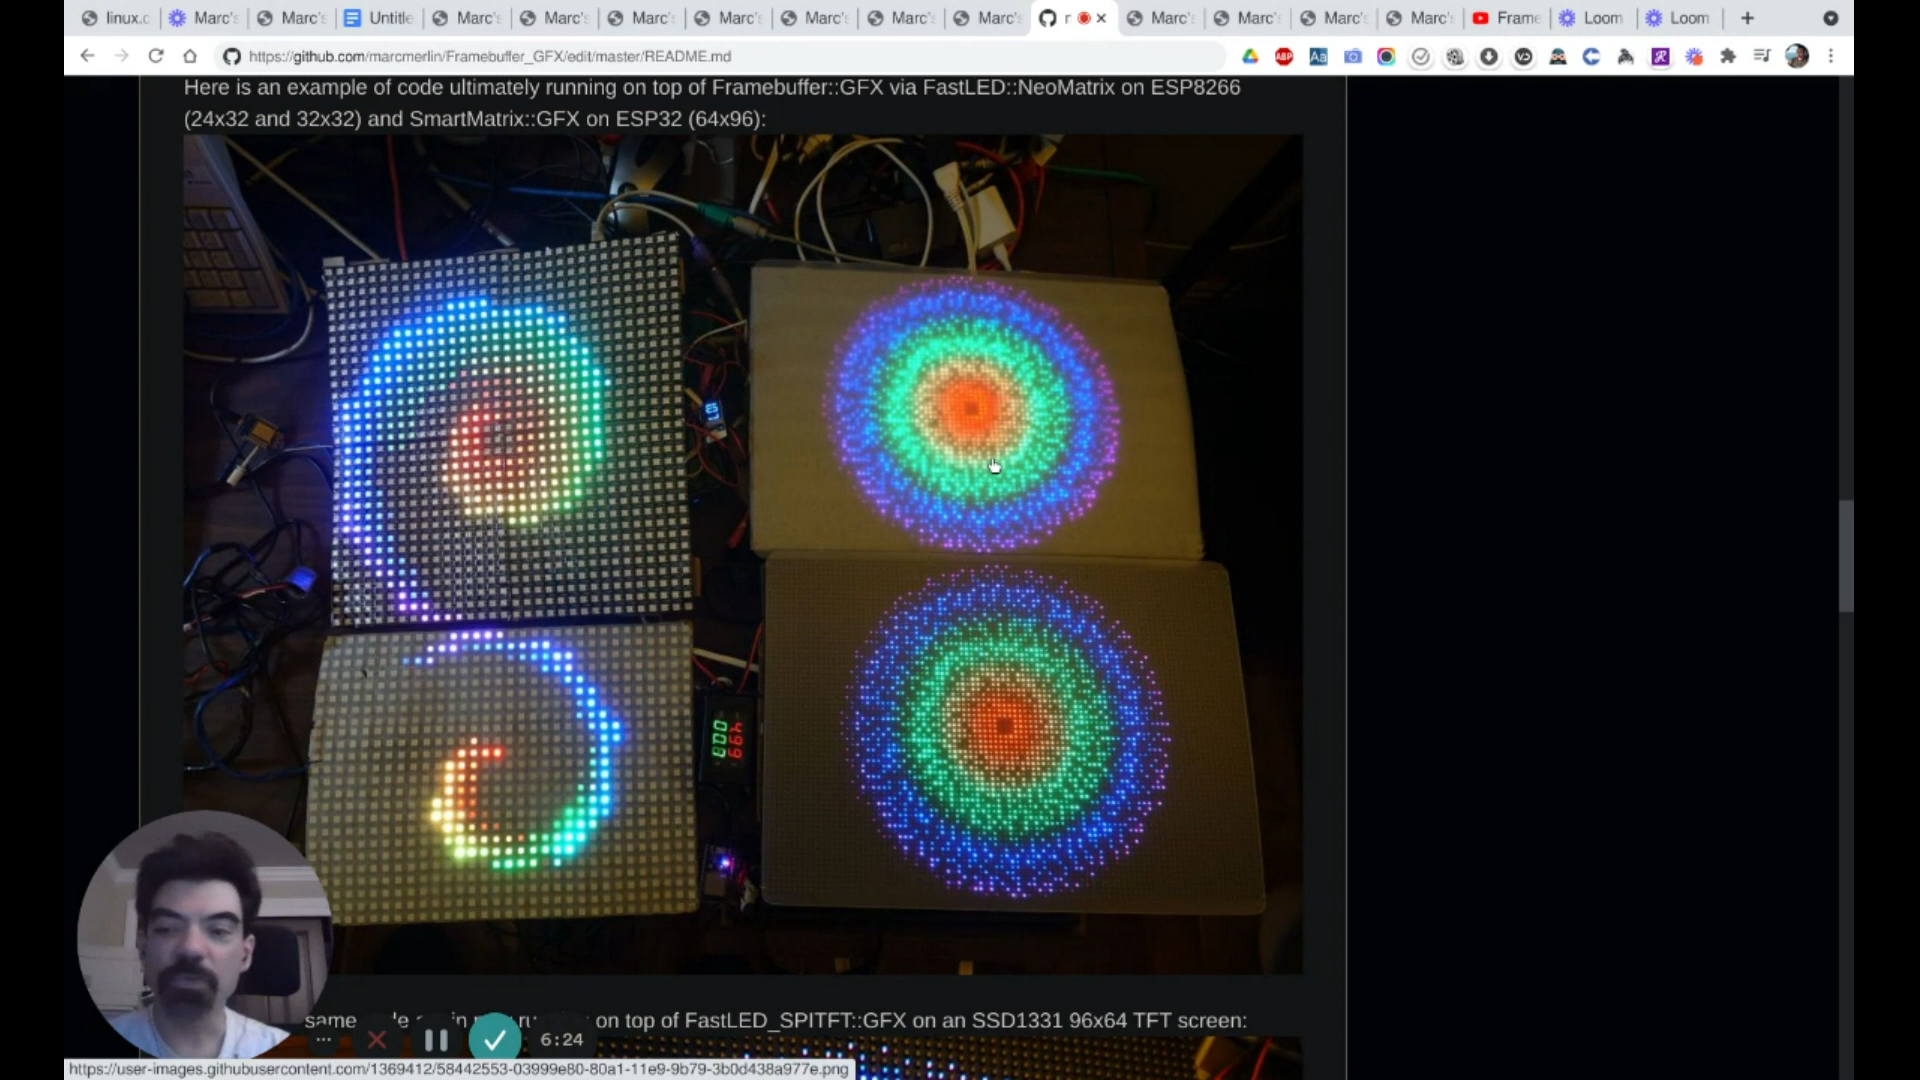 linux.c
Marc's
Marc's
Untitle
Marc's
Marc's
Marc's
Marc's
Marc's
Marc's
Marc's
r
Marc's
Marc's
Marc's
Marc's
Frame
Loom
Loom
https://github.com/marcmerlin/Framebuffer_GFX/edit/master/README.md
ABP
Aa
Here is an example of code ultimately running on top of Framebuffer::GFX via FastLED::NeoMatrix on ESP8266
(24x32 and 32x32) and SmartMatrix::GFX on ESP32 (64x96):
same on top of FastLED_SPITFT::GFX on an SSD1331 96x64 TFT screen:
6:24
https://user-images.githubusercontent.com/1369412/58442553-03999e80-80a1-11e9-9b79-3b0d438a977e.png